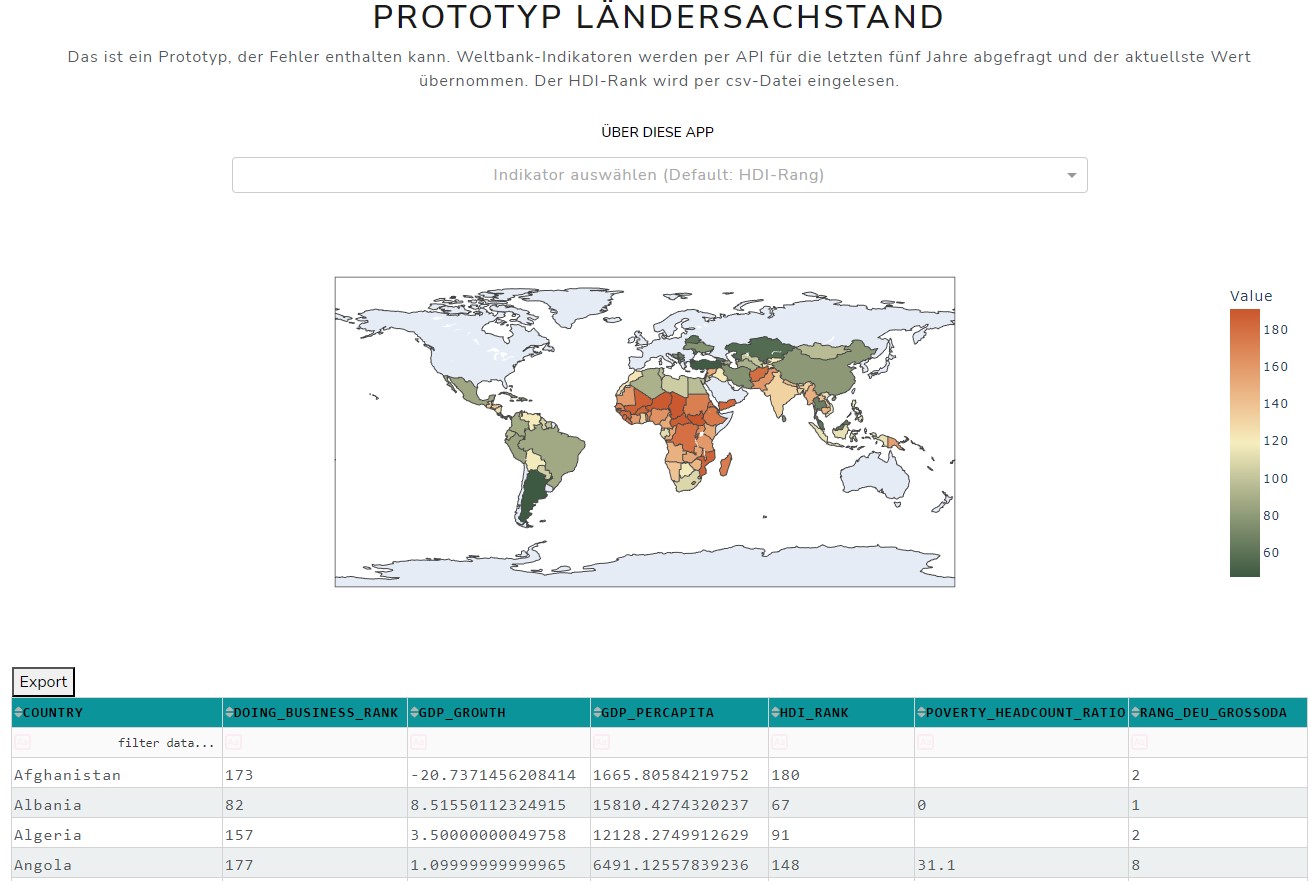 PROTOTYP LÄNDERSACHSTAND
Das ist ein Prototyp, der Fehler enthalten kann. Weltbank-Indikatoren werden per API für die letzten fünf Jahre abgefragt und der aktuellste Wert
übernommen. Der HDI-Rank wird per csv-Datei eingelesen.
ÜBER DIESE APP
Indikator auswählen (Default: HDI-Rang)
Value
180
160
140
120
100
80
60
Export
COUNTRY DOING_BUSINESS_RANK GDP_GROWTH GDP_PERCAPITA HDI_RANK POVERTY_HEADCOUNT_RATIO RANG_DEU_GROSSODA
filter data...
Afghanistan 173 -20.7371456208414 1665.80584219752 180 2
Albania 82 8.51550112324915 15810.4274320237 67 0 1
Algeria 157 3.50000000049758 12128.2749912629 91 2
Angola 177 1.09999999999965 6491.12557839236 148 31.1 8